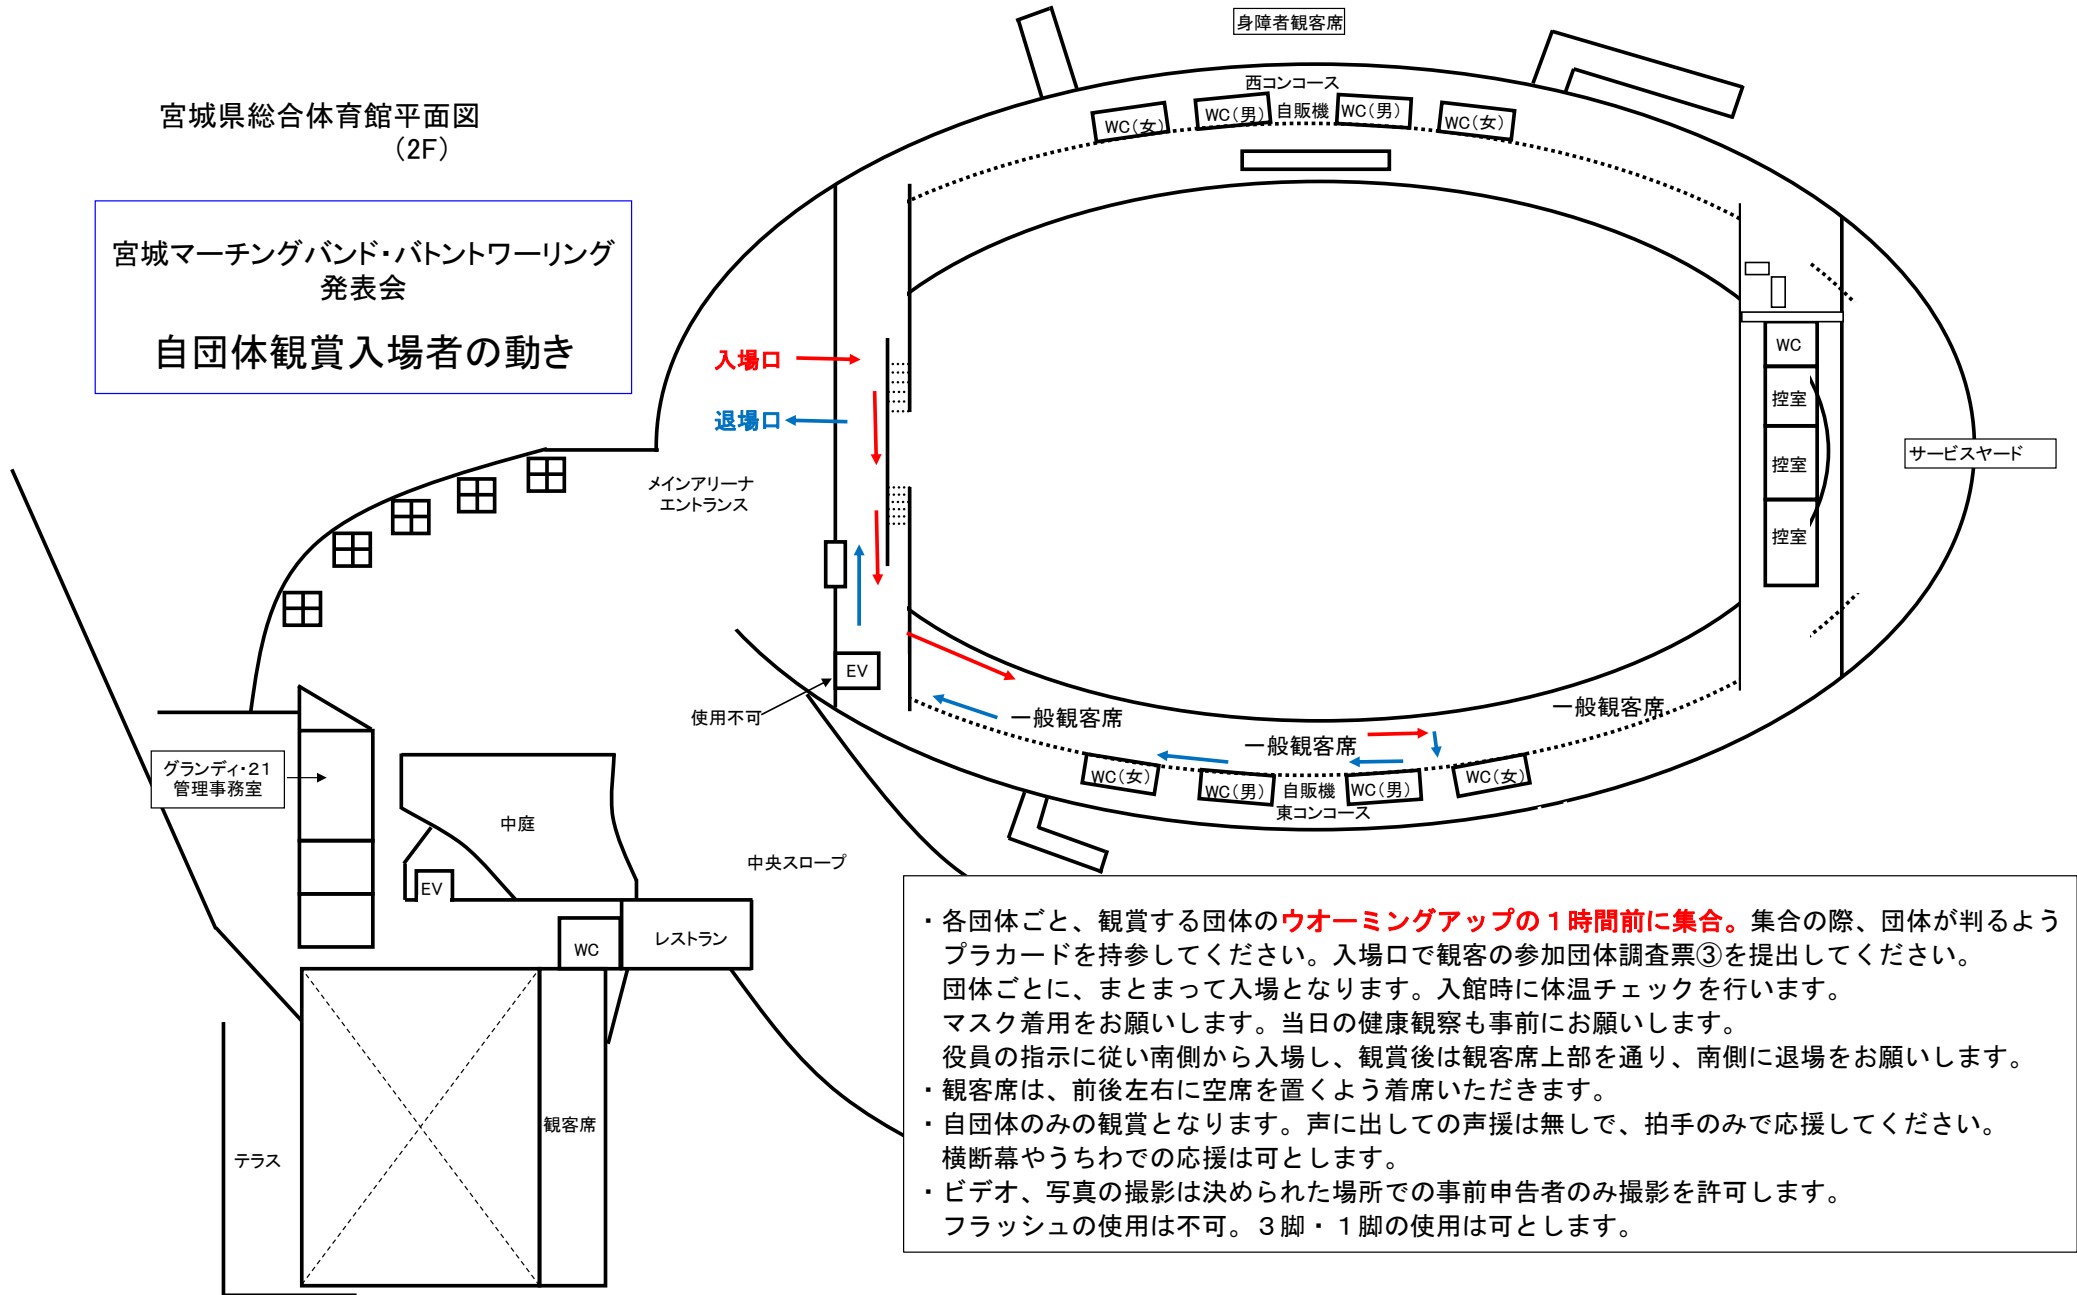 身障者観客席
西コンコース
宮城県総合体育館平面図
（2F）
WC（女）
WC（男）
自販機
WC（男）
WC（女）
宮城マーチングバンド・バトントワーリング
発表会
自団体観賞入場者の動き
入場口
退場口
WC
控室
控室
控室
サービスヤード
メインアリーナ
エントランス
EV
使用不可
一般観客席
一般観客席
一般観客席
グランディ・21
管理事務室
WC（女）
WC（男）
自販機
WC（男）
WC（女）
東コンコース
中庭
中央スロープ
EV
WC
レストラン
観客席
テラス
・各団体ごと、観賞する団体のウオーミングアップの１時間前に集合。集合の際、団体が判るよう
プラカードを持参してください。入場口で観客の参加団体調査票③を提出してください。
団体ごとに、まとまって入場となります。入館時に体温チェックを行います。
マスク着用をお願いします。当日の健康観察も事前にお願いします。
役員の指示に従い南側から入場し、観賞後は観客席上部を通り、南側に退場をお願いします。
・観客席は、前後左右に空席を置くよう着席いただきます。
・自団体のみの観賞となります。声に出しての声援は無しで、拍手のみで応援してください。
横断幕やうちわでの応援は可とします。
・ビデオ、写真の撮影は決められた場所での事前申告者のみ撮影を許可します。
フラッシュの使用は不可。３脚・１脚の使用は可とします。